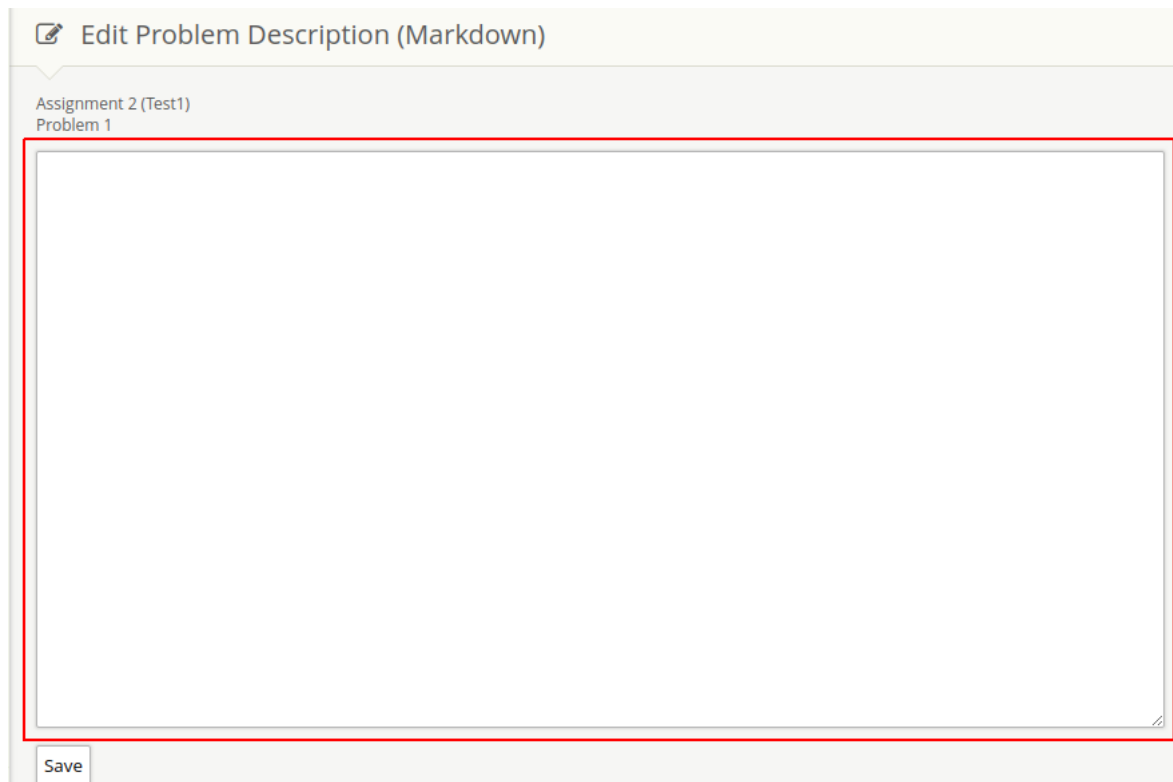 Edit Problem Description (Markdown)
Assignment 2 (Test1)
Problem 1
Save